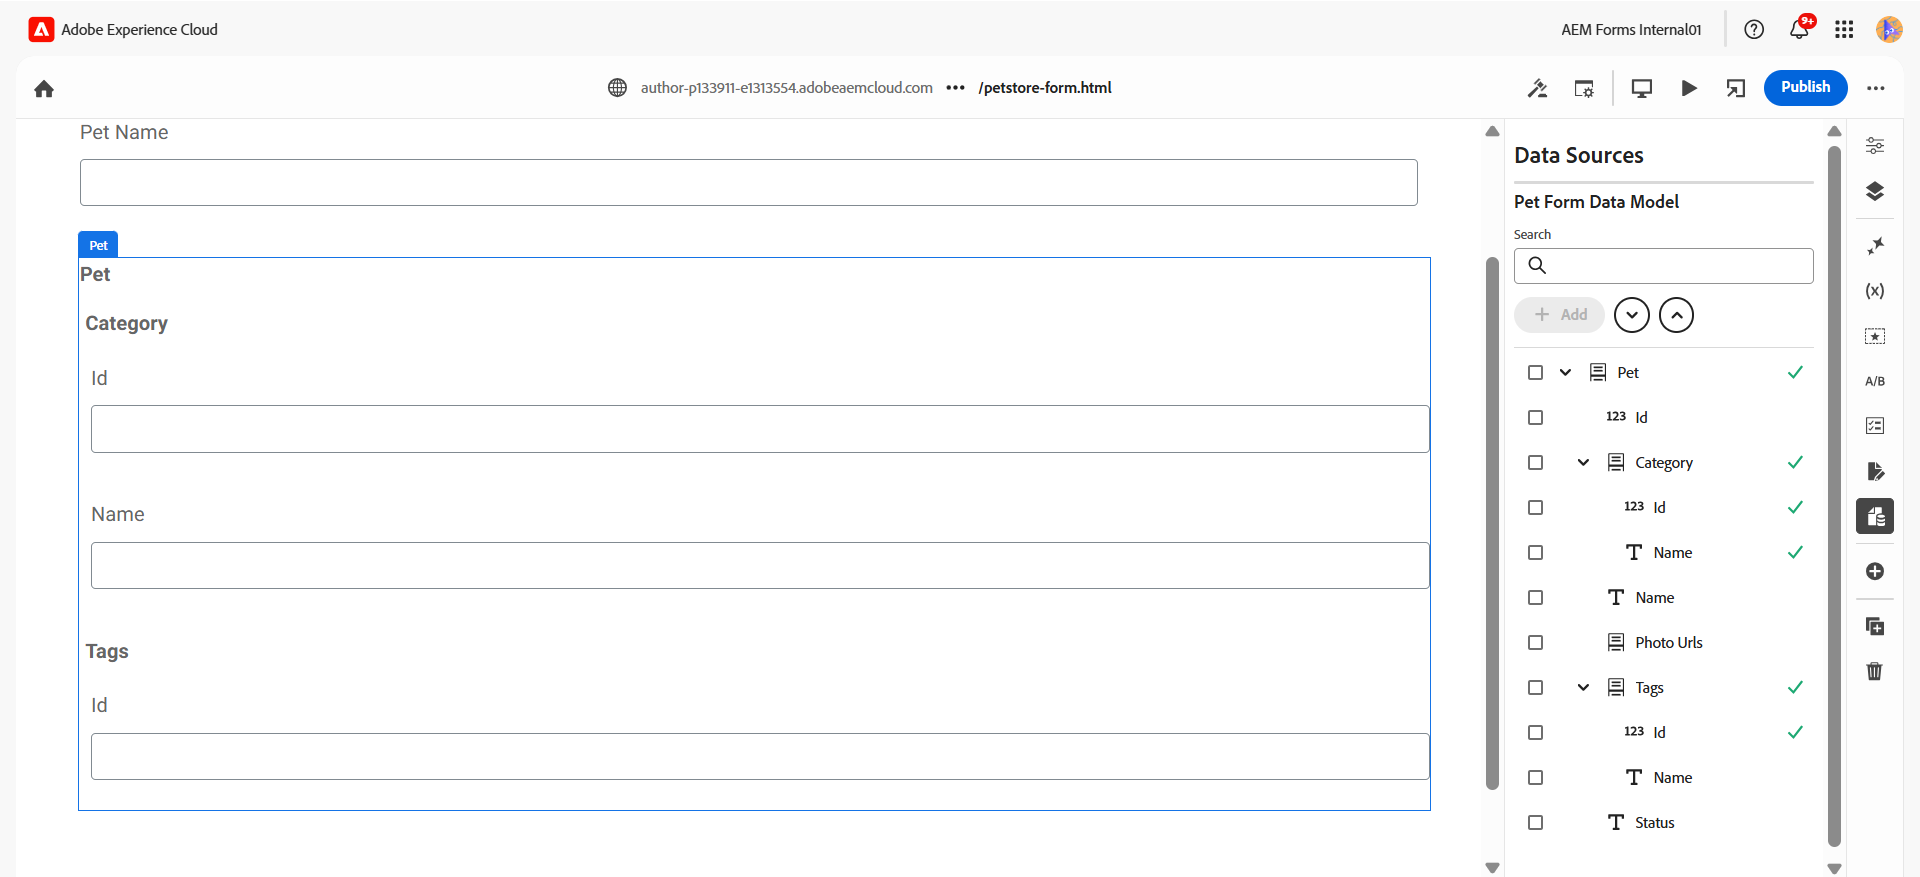 Adobe Experience Cloud
AEM Forms Internal01
9+
author-p133911-e1313554.adobeaemcloud.com ••• /petstore-form.html
Publish
Pet Name
Pet
Pet
Category
Id
Name
Tags
Id
Data Sources
Pet Form Data Model
Search
+ Add
Pet
123 Id
Category
123 Id
T Name
T Name
Photo Urls
Tags
123 Id
T Name
T Status
(x)
A/B